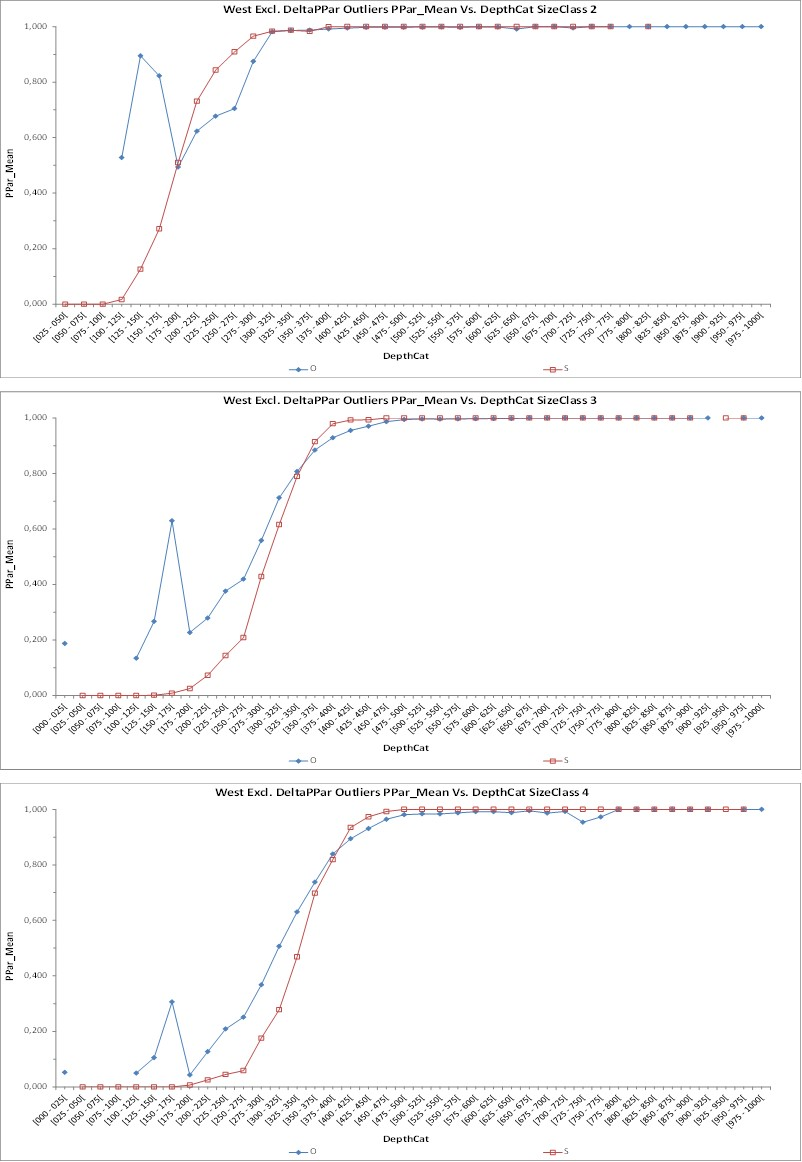 West Excl. DeltaPPar Outliers PPar_Mean Vs. DepthCat SizeClass 2
1,000
0,800
0,600
0,400
0,200
0,000
PPar_Mean
[025 - 050[
[050 - 075[
[075 - 100[
[100 - 125[
[125 - 150[
[150 - 175[
[175 - 200[
[200 - 225[
[225 - 250[
[250 - 275[
[275 - 300[
[300 - 325[
[325 - 350[
[350 - 375[
[375 - 400[
[400 - 425[
[425 - 450[
[450 - 475[
[475 - 500[
[500 - 525[
[525 - 550[
[550 - 575[
[575 - 600[
[600 - 625[
[625 - 650[
[650 - 675[
[675 - 700[
[700 - 725[
[725 - 750[
[750 - 775[
[775 - 800[
[800 - 825[
[825 - 850[
[850 - 875[
[875 - 900[
[900 - 925[
[950 - 975[
[975 - 1000[
DepthCat
O
S
West Excl. DeltaPPar Outliers PPar_Mean Vs. DepthCat SizeClass 3
1,000
0,800
0,600
0,400
0,200
0,000
PPar_Mean
[000 - 025[
[025 - 050[
[050 - 075[
[075 - 100[
[100 - 125[
[125 - 150[
[150 - 175[
[175 - 200[
[200 - 225[
[225 - 250[
[250 - 275[
[275 - 300[
[300 - 325[
[325 - 350[
[350 - 375[
[375 - 400[
[400 - 425[
[425 - 450[
[450 - 475[
[475 - 500[
[500 - 525[
[525 - 550[
[550 - 575[
[575 - 600[
[600 - 625[
[625 - 650[
[650 - 675[
[675 - 700[
[700 - 725[
[725 - 750[
[750 - 775[
[775 - 800[
[800 - 825[
[825 - 850[
[850 - 875[
[875 - 900[
[900 - 925[
[925 - 950[
[950 - 975[
[975 - 1000[
DepthCat
O
S
West Excl. DeltaPPar Outliers PPar_Mean Vs. DepthCat SizeClass 4
1,000
0,800
0,600
0,400
0,200
0,000
PPar_Mean
[000 - 025[
[025 - 050[
[050 - 075[
[075 - 100[
[100 - 125[
[125 - 150[
[150 - 175[
[175 - 200[
[200 - 225[
[225 - 250[
[250 - 275[
[275 - 300[
[300 - 325[
[325 - 350[
[350 - 375[
[375 - 400[
[400 - 425[
[425 - 450[
[450 - 475[
[475 - 500[
[500 - 525[
[525 - 550[
[550 - 575[
[575 - 600[
[600 - 625[
[625 - 650[
[650 - 675[
[675 - 700[
[700 - 725[
[725 - 750[
[750 - 775[
[775 - 800[
[800 - 825[
[825 - 850[
[850 - 875[
[875 - 900[
[900 - 925[
[925 - 950[
[950 - 975[
[975 - 1000[
DepthCat
O
S